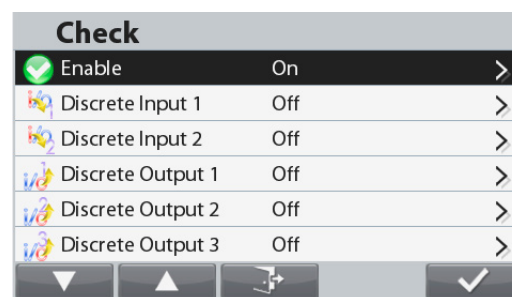 Check
Enable On
Discrete Input 1 Off
Discrete Input 2 Off
Discrete Output 1 Off
Discrete Output 2 Off
Discrete Output 3 Off